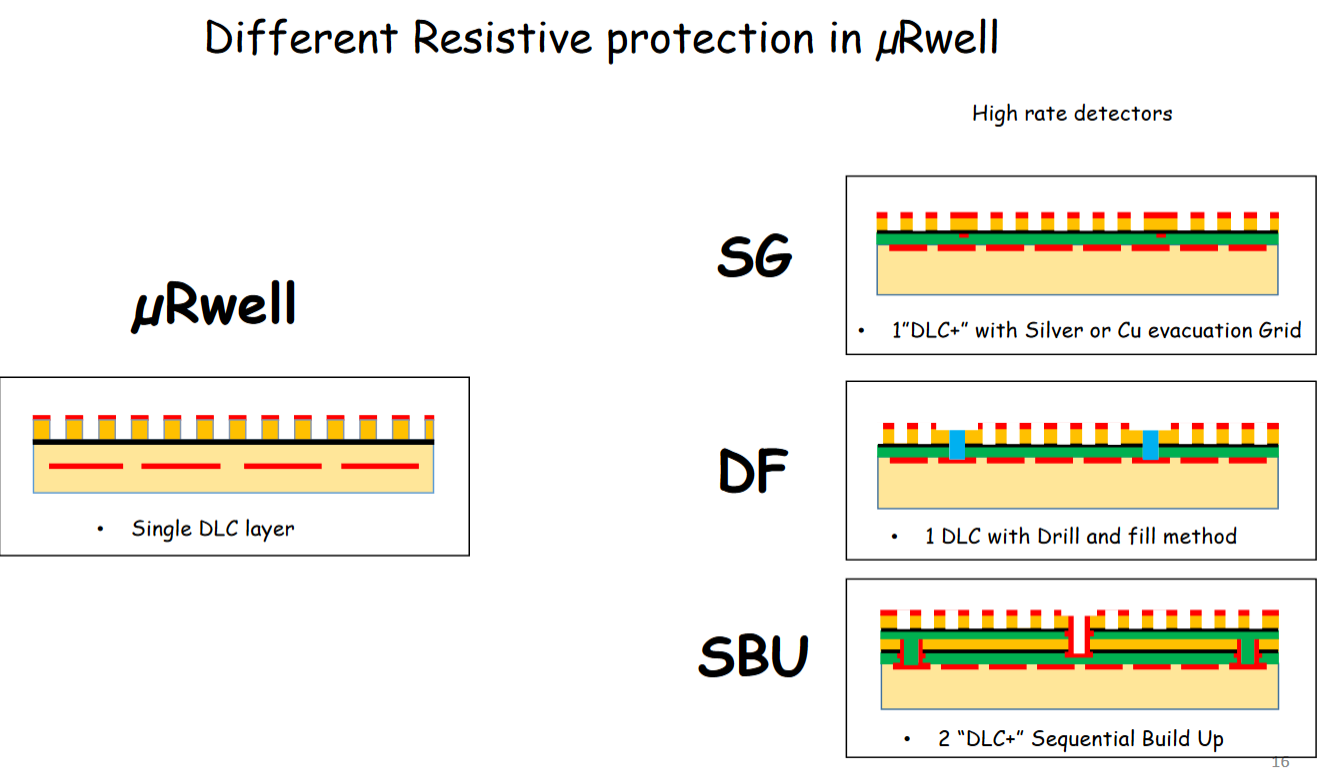 Different Resistive protection in µRwell
High rate detectors
SG
• 1”DLC+” with Silver or Cu evacuation Grid
µRwell
• Single DLC layer
DF
• 1 DLC with Drill and fill method
SBU
• 2 “DLC+” Sequential Build Up
16